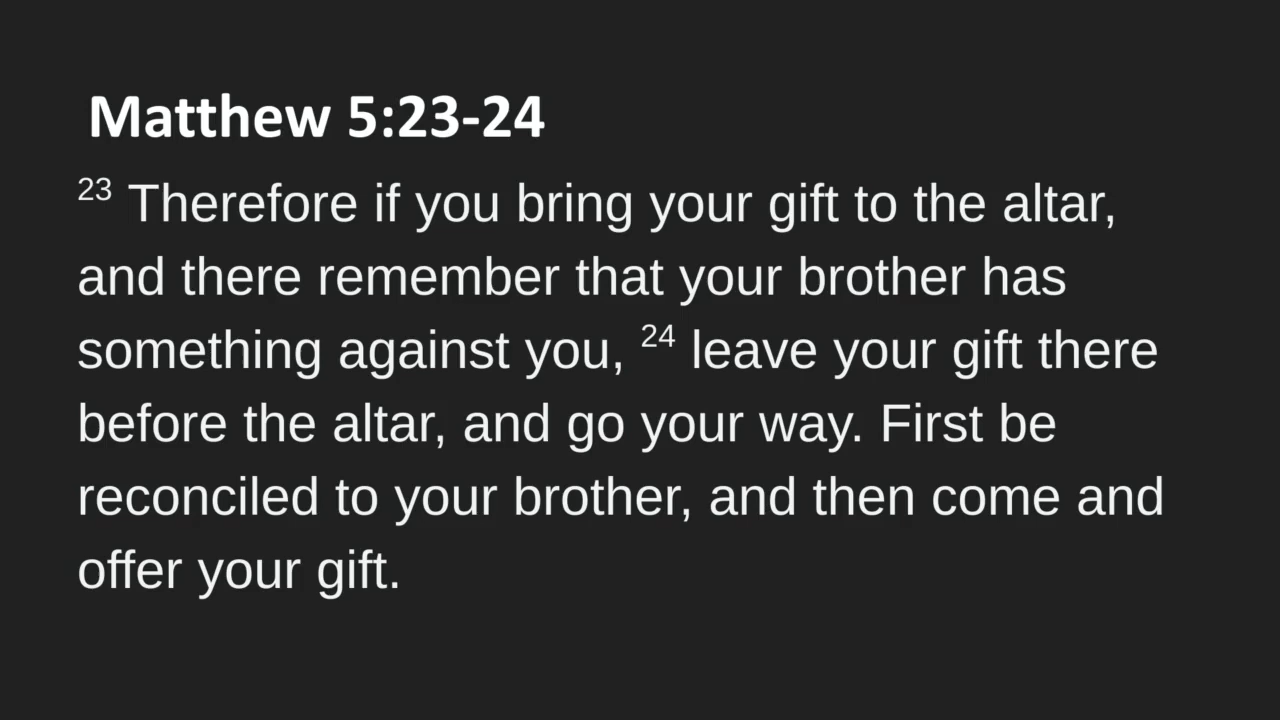 Matthew 5:23-24
23 Therefore if you bring your gift to the altar,
and there remember that your brother has
something against you, 24 leave your gift there
before the altar, and go your way. First be
reconciled to your brother, and then come and
offer your gift.